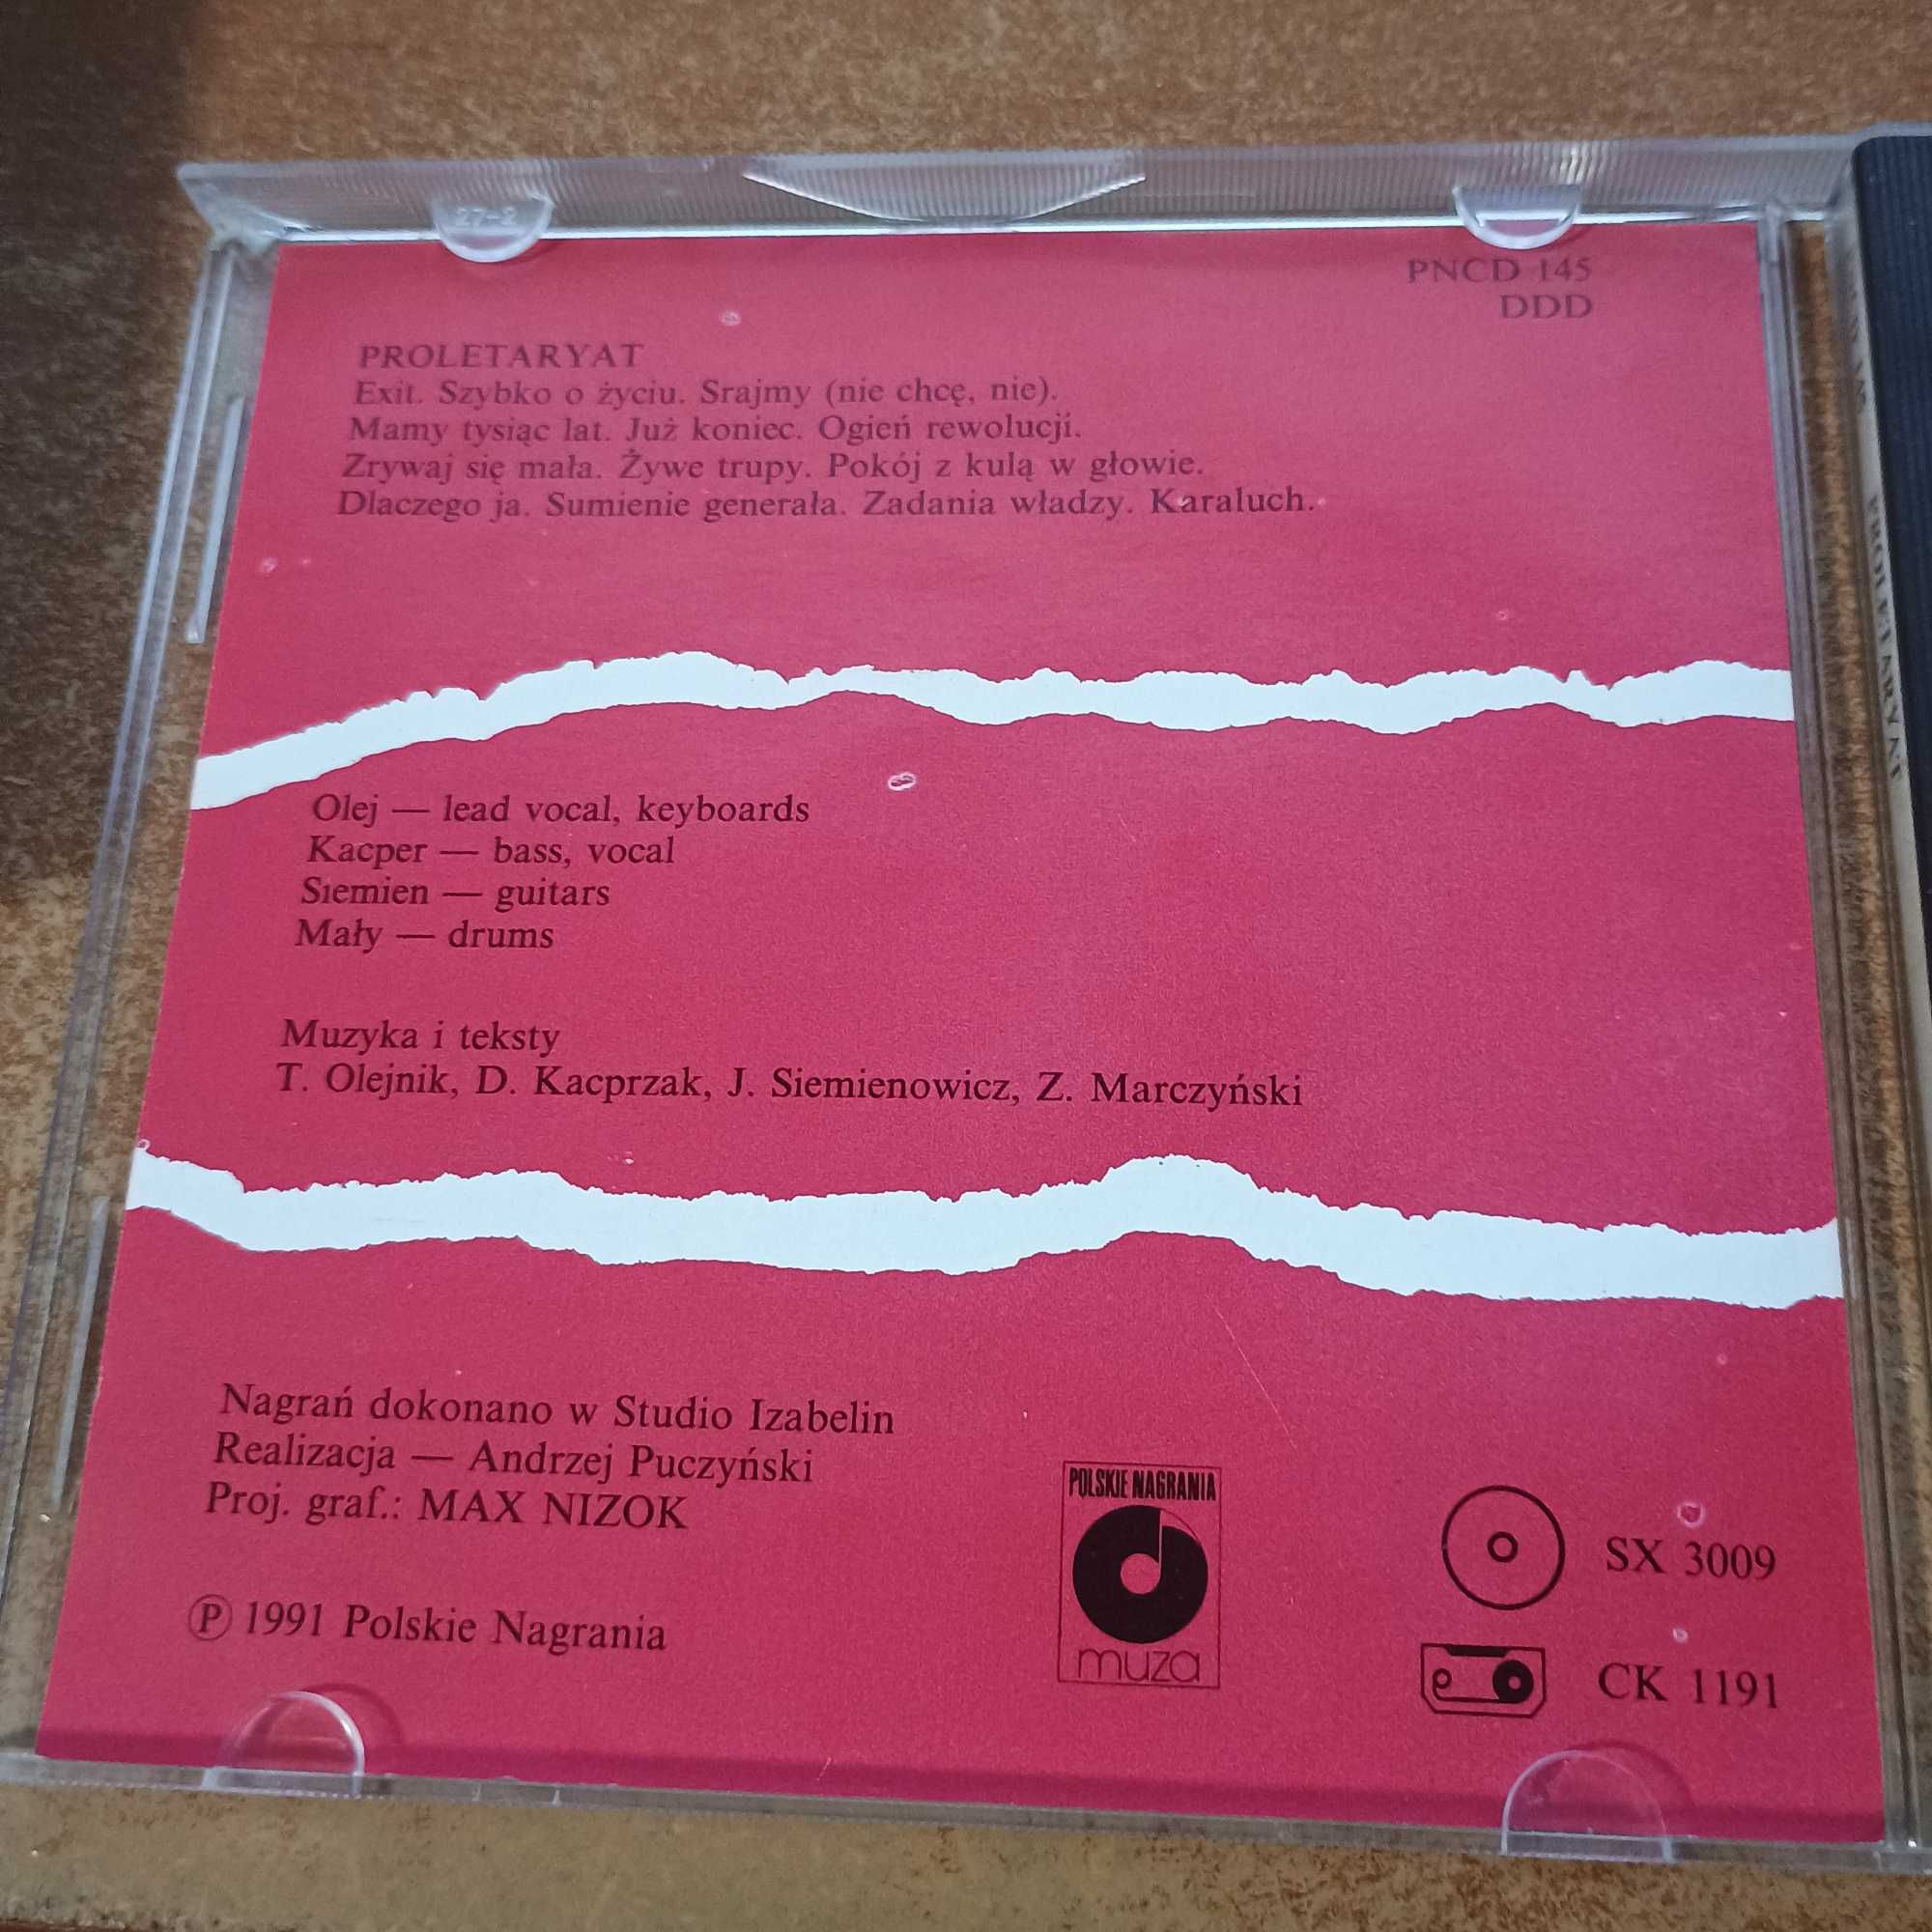 27-2
PNCD 145
DDD
PROLETARYAT
Exit. Szybko o życiu. Srajmy (nie chcę, nie).
Mamy tysiąc lat. Już koniec. Ogień rewolucji.
Zrywaj się mała. Żywe trupy. Pokój z kulą w głowie.
Dlaczego ja. Sumienie generała. Zadania władzy. Karaluch.
Olej — lead vocal, keyboards
Kacper — bass, vocal
Siemien — guitars
Mały — drums
Muzyka i teksty
T. Olejnik, D. Kacprzak, J. Siemienowicz, Z. Marczyński
Nagrań dokonano w Studio Izabelin
Realizacja — Andrzej Puczyński
Proj. graf.: MAX NIZOK
Ⓟ 1991 Polskie Nagrania
POLSKIE NAGRANIA
muza
SX 3009
CK 1191
PROLETARYAT